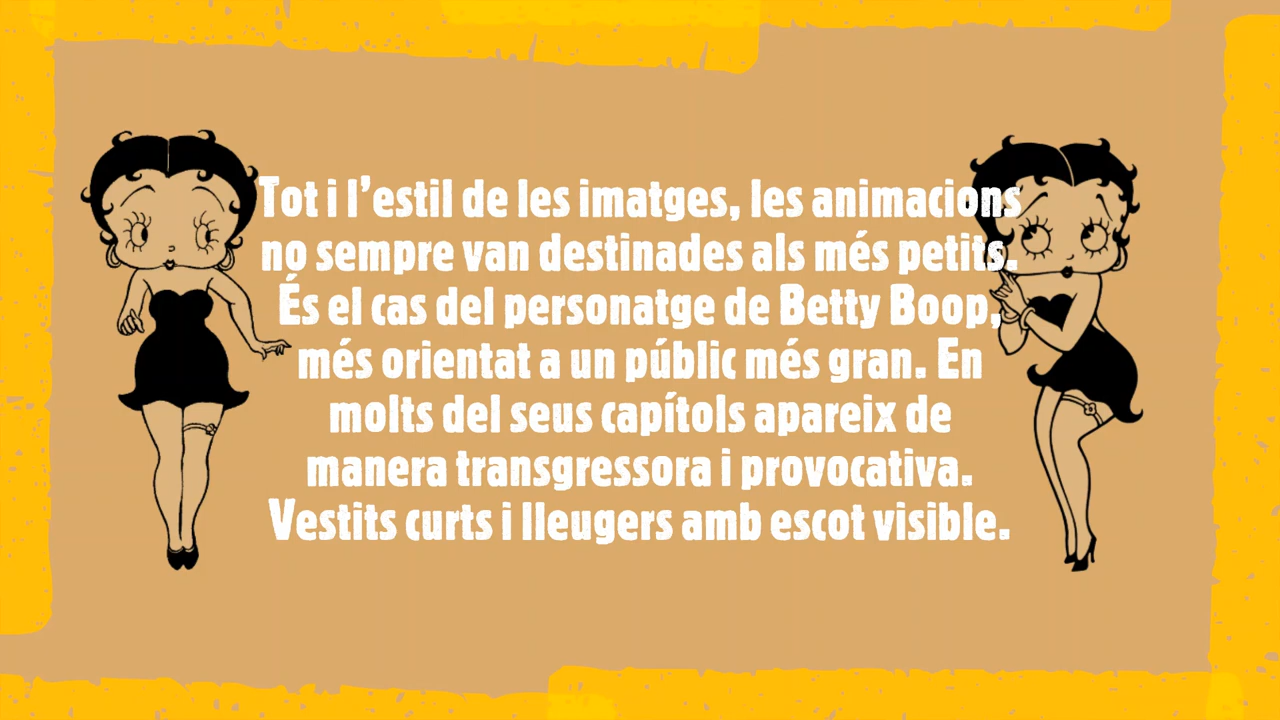 Tot i l'estil de les imatges, les animacions
no sempre van destinades als més petits.
És el cas del personatge de Betty Boop,
més orientat a un públic més gran. En
molts del seus capítols apareix de
manera transgressora i provocativa.
Vestits curts i lleugers amb escot visible.